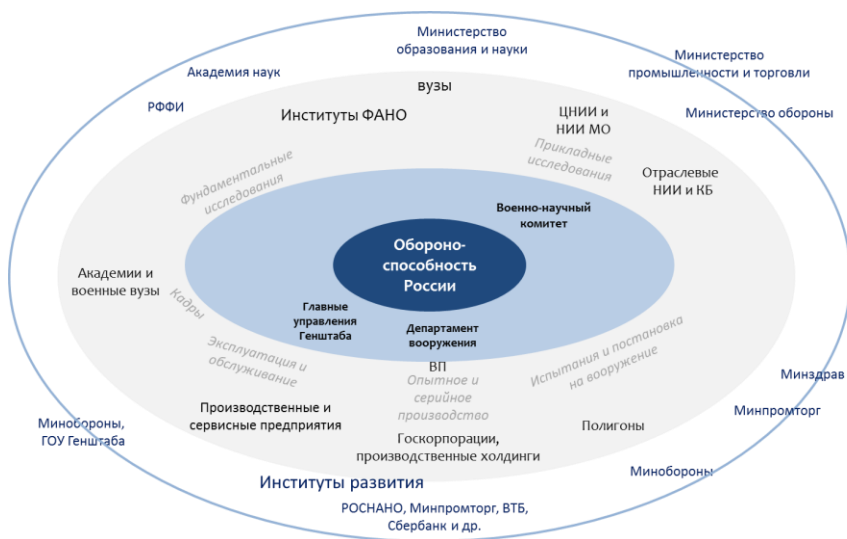 Министерство
образования и науки
Министерство
промышленности и торговли
Академия наук
вузы
РФФИ
Институты ФАНО
ЦНИИ и
НИИ МО
Министерство обороны
Прикладные
исследования
Фундаментальные
исследования
Отраслевые
НИИ и КБ
Военно-научный
комитет
Обороно-
способность
России
Академии и
военные вузы
Кадры
Главные
управления
Генштаба
Департамент
вооружения
Эксплуатация и
обслуживание
ВП
Опытное и
серийное
производство
Испытания и постановка
на вооружение
Минздрав
Минобороны,
ГОУ Генштаба
Производственные и
сервисные предприятия
Минпромторг
Полигоны
Госкорпорации,
производственные холдинги
Минобороны
Институты развития
РОСНАНО, Минпромторг, ВТБ,
Сбербанк и др.